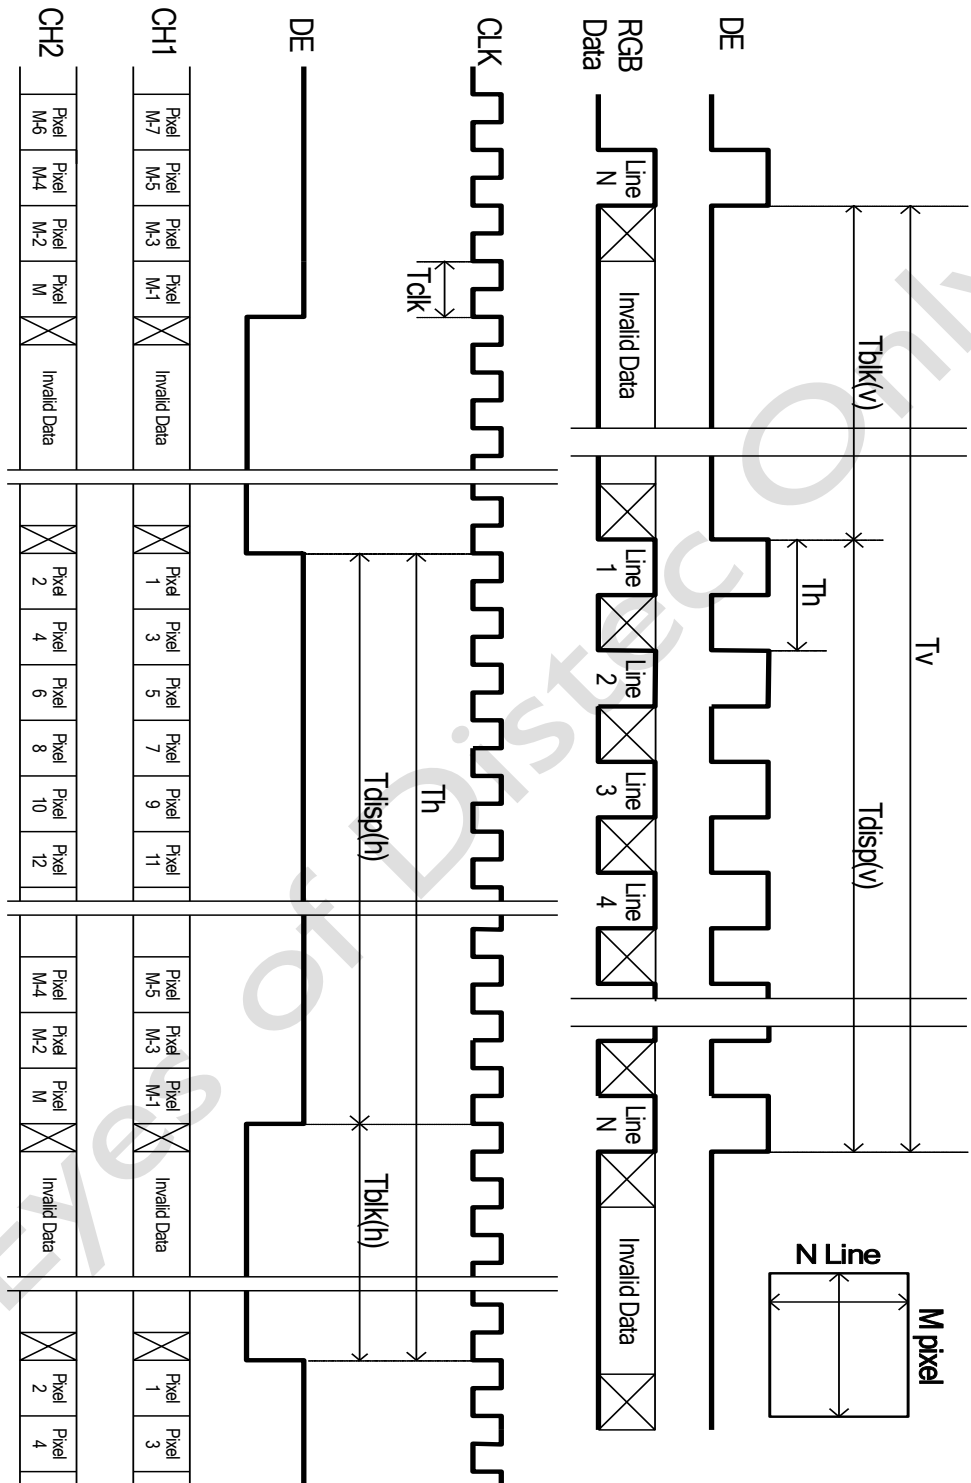 Tv
Tblk(v)
Tdisp(v)
Th
DE
RGB
Data
Line
N
Invalid Data
Line
1
Line
2
Line
3
Line
4
Line
N
Invalid Data
M pixel
N Line
CLK
Tclk
Th
Tdisp(h)
Tblk(h)
DE
CH1
Pixel
M-7
Pixel
M-5
Pixel
M-3
Pixel
M-1
Invalid Data
Pixel
1
Pixel
3
Pixel
5
Pixel
7
Pixel
9
Pixel
11
Pixel
M-5
Pixel
M-3
Pixel
M-1
Invalid Data
Pixel
1
Pixel
3
CH2
Pixel
M-6
Pixel
M-4
Pixel
M-2
Pixel
M
Invalid Data
Pixel
2
Pixel
4
Pixel
6
Pixel
8
Pixel
10
Pixel
12
Pixel
M-4
Pixel
M-2
Pixel
M
Invalid Data
Pixel
2
Pixel
4
Eyes of Distec Only